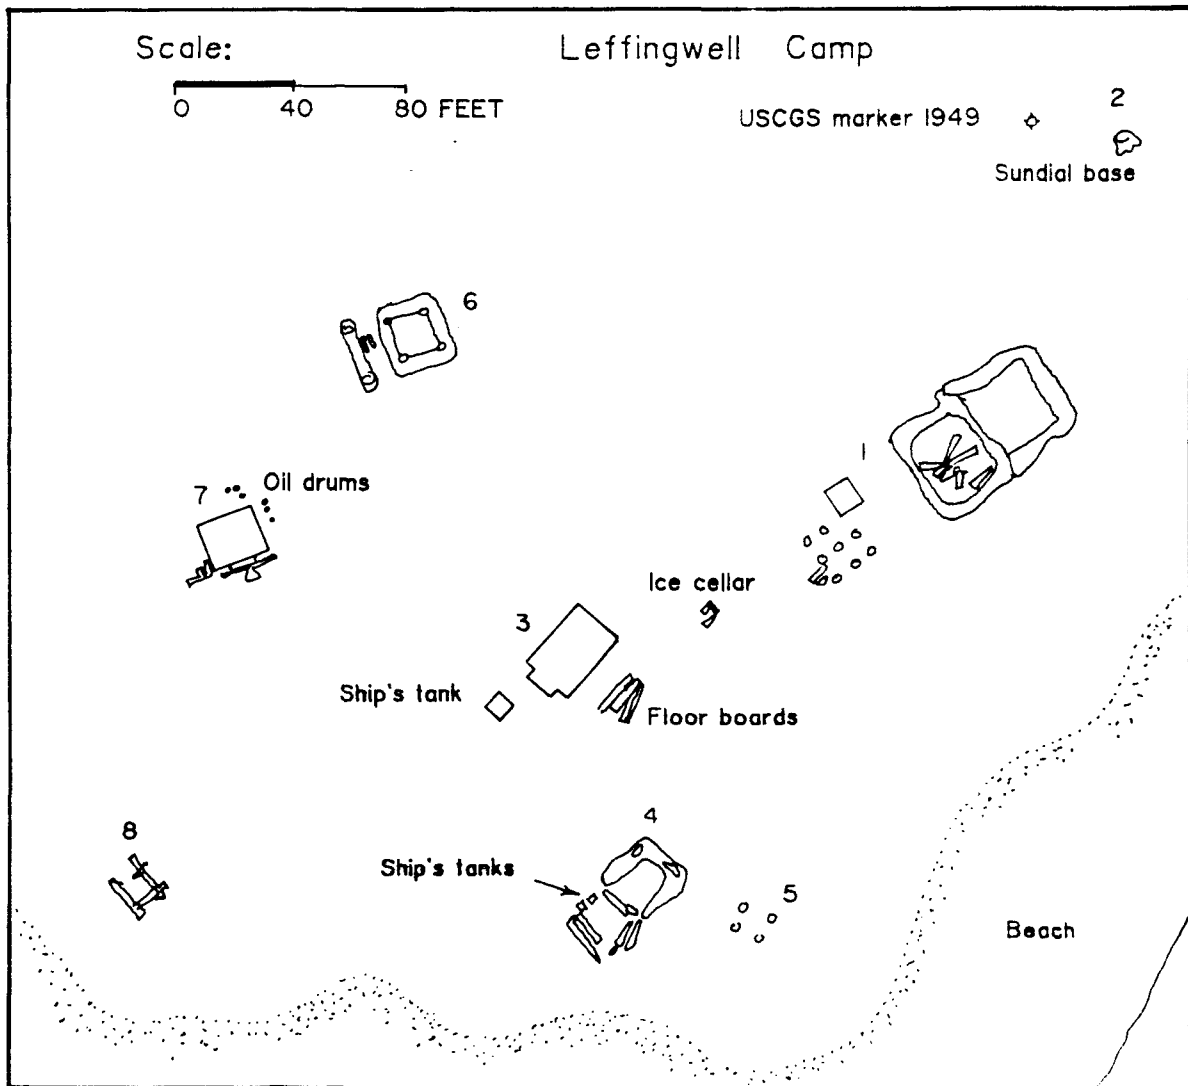 Scale:
Leffingwell Camp
0 40 80 FEET
USCGS marker 1949
2
Sundial base
6
1
7
Oil drums
Ice cellar
3
Ship's tank
Floor boards
8
4
Ship's tanks
5
Beach